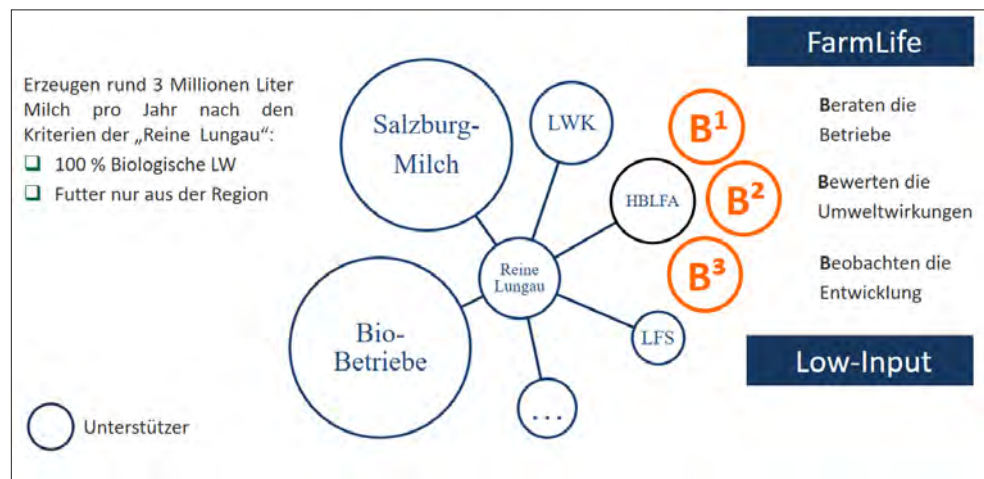 Erzeugen rund 3 Millionen Liter
Milch pro Jahr nach den
Kriterien der „Reine Lungau“:
100 % Biologische LW
Futter nur aus der Region
Salzburg-
Milch
LWK
HBLFA
Reine
Lungau
Bio-
Betriebe
LFS
...
B¹
B²
B³
FarmLife
Beraten die
Betriebe
Bewerten die
Umweltwirkungen
Beobachten die
Entwicklung
Low-Input
Unterstützer